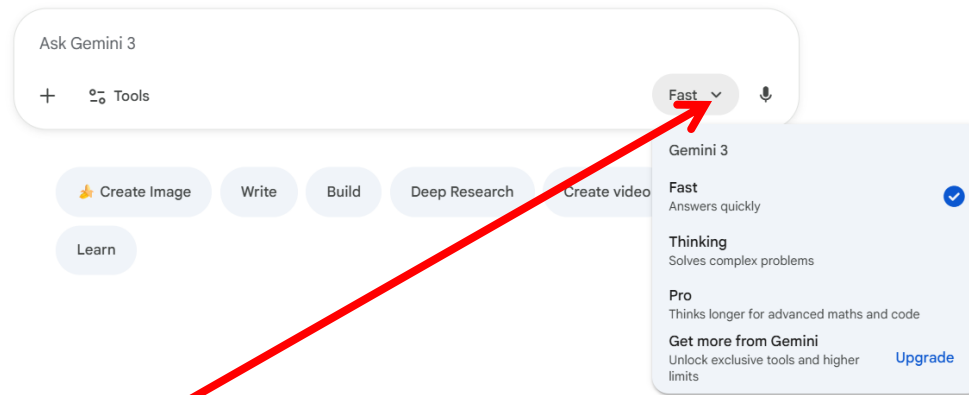 Ask Gemini 3
Tools
Fast
Create Image
Write
Build
Deep Research
Create video
Learn
Gemini 3
Fast
Answers quickly
Thinking
Solves complex problems
Pro
Thinks longer for advanced maths and code
Get more from Gemini
Unlock exclusive tools and higher
limits
Upgrade